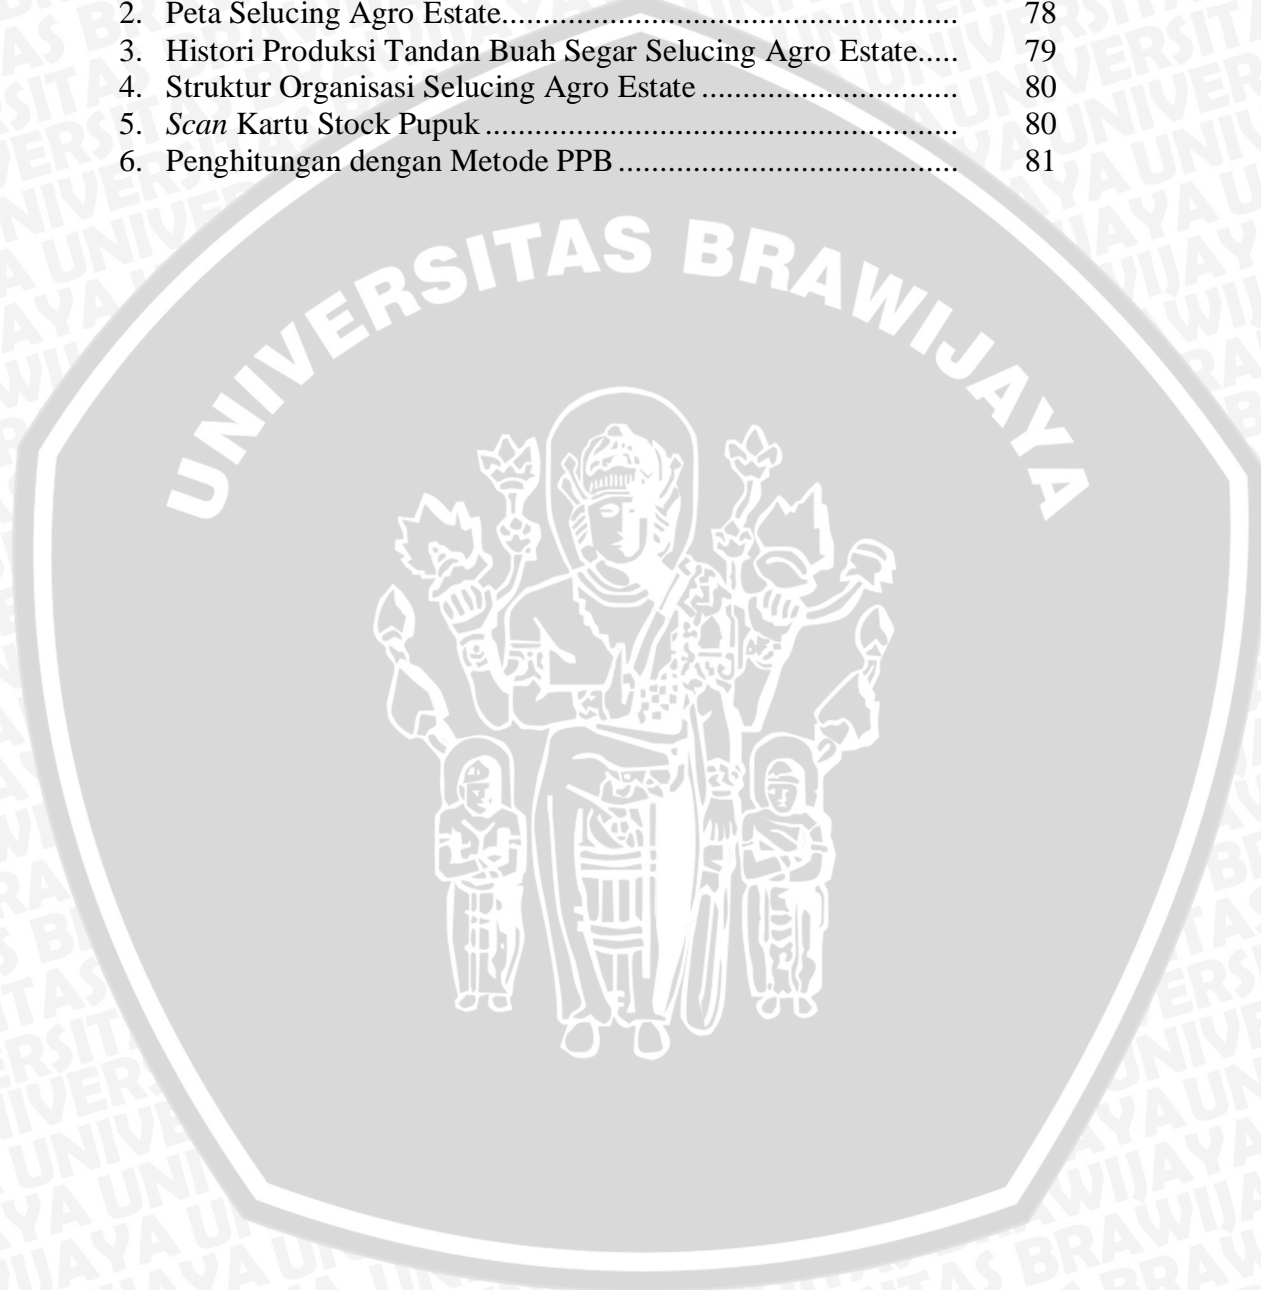 2. Peta Selucing Agro Estate....................................................... 78
3. Histori Produksi Tandan Buah Segar Selucing Agro Estate..... 79
4. Struktur Organisasi Selucing Agro Estate ............................... 80
5. Scan Kartu Stock Pupuk ......................................................... 80
6. Penghitungan dengan Metode PPB ......................................... 81
UNIVERSITAS BRAWIJAYA